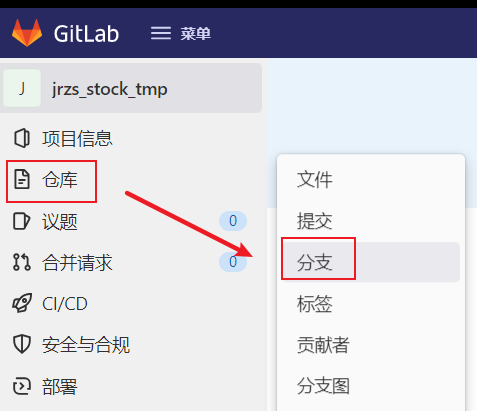 GitLab 菜单
J jrzs_stock_tmp
项目信息
仓库
议题 0
合并请求 0
CI/CD
安全与合规
部署
文件
提交
分支
标签
贡献者
分支图